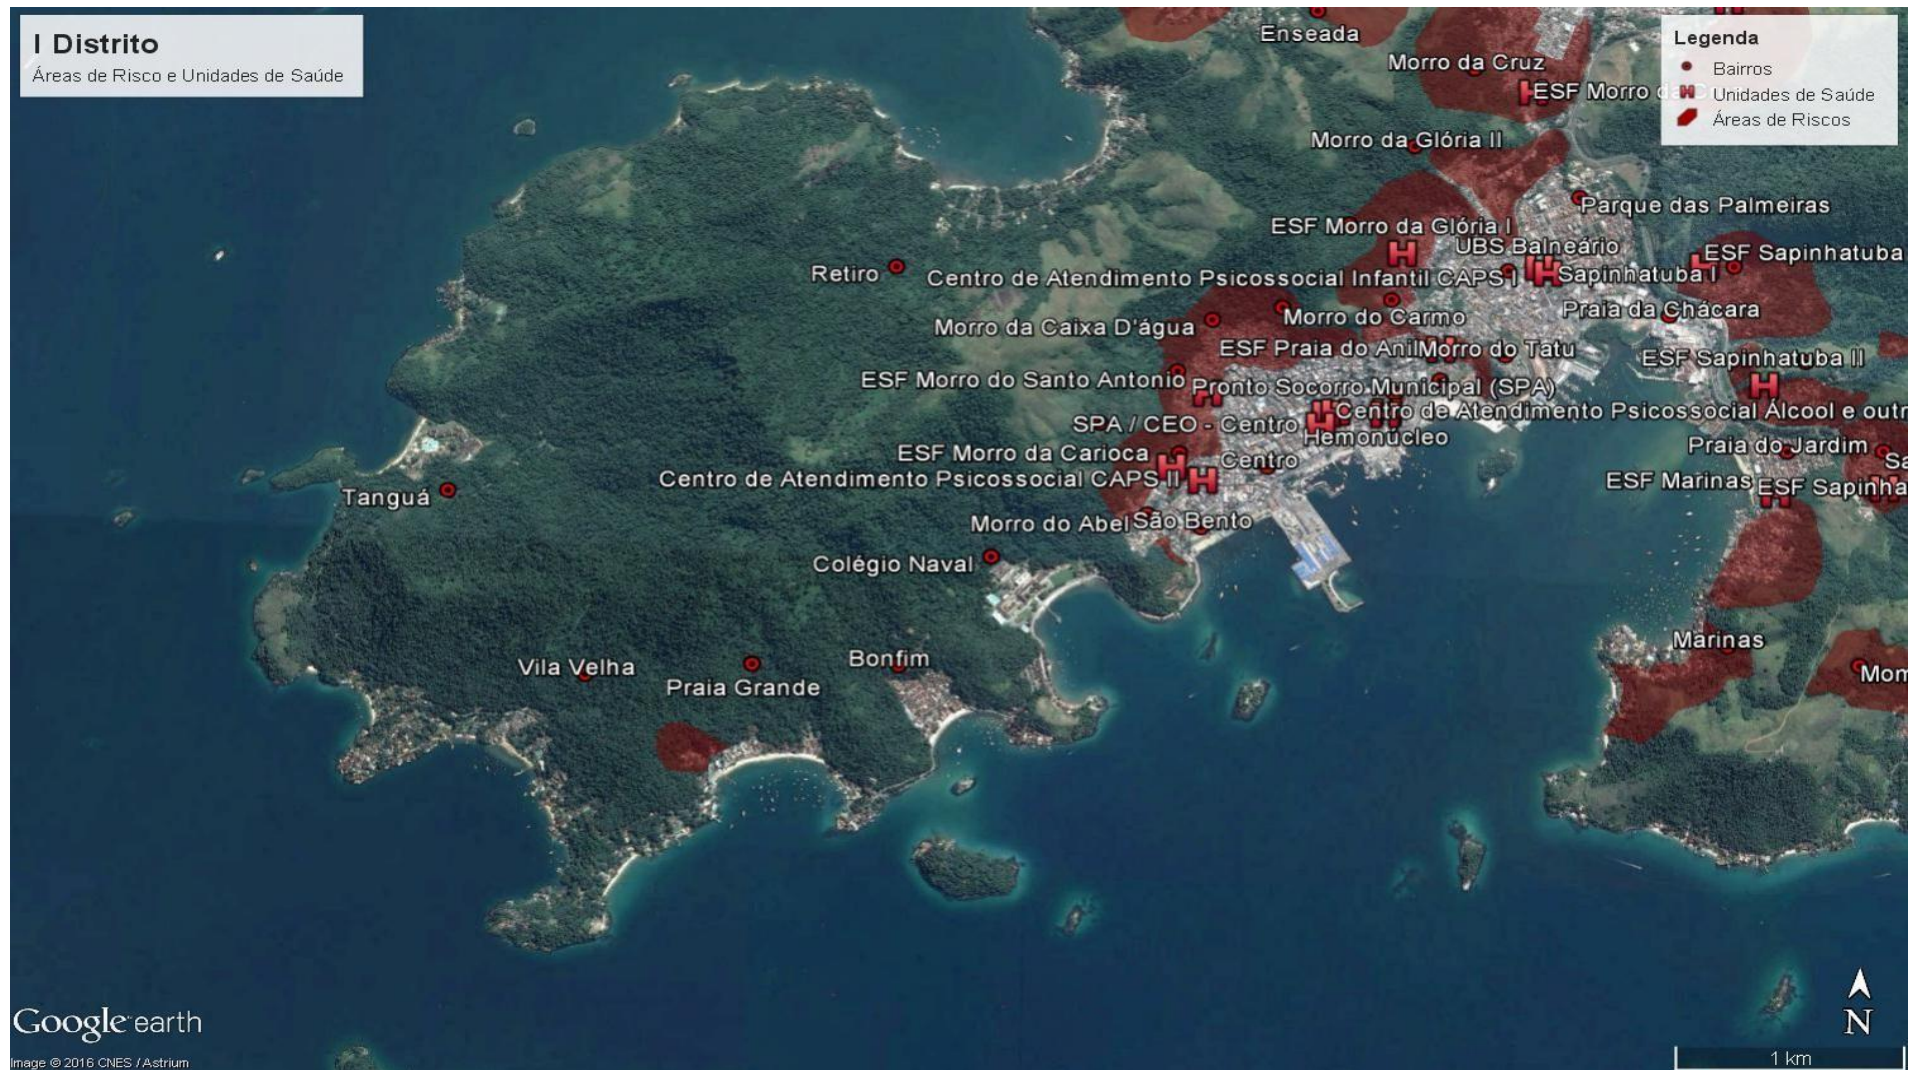 I Distrito
Áreas de Risco e Unidades de Saúde
Legenda
Bairros
Unidades de Saúde
Áreas de Riscos
Enseada
Morro da Cruz
ESF Morro da
Morro da Glória II
Parque das Palmeiras
ESF Morro da Glória I
UBS Balneário
ESF Sapinhatuba
Retiro
Centro de Atendimento Psicossocial Infantil CAPS I
Sapinhatuba I
Morro da Caixa D'água
Morro do Carmo
Praia da Chácara
ESF Praia do Anil
Morro do Tatu
ESF Sapinhatuba II
ESF Morro do Santo Antonio
Pronto Socorro Municipal (SPA)
Centro de Atendimento Psicossocial Álcool e outr
SPA / CEO - Centro
Hemonúcleo
Praia do Jardim
Sa
ESF Morro da Carioca
Centro
Centro de Atendimento Psicossocial CAPS II
ESF Marinas
ESF Sapinha
Tanguá
Morro do Abel
São Bento
Colégio Naval
Marinas
Vila Velha
Bonfim
Mom
Praia Grande
Google earth
N
Image © 2016 CNES / Astrium
1 km